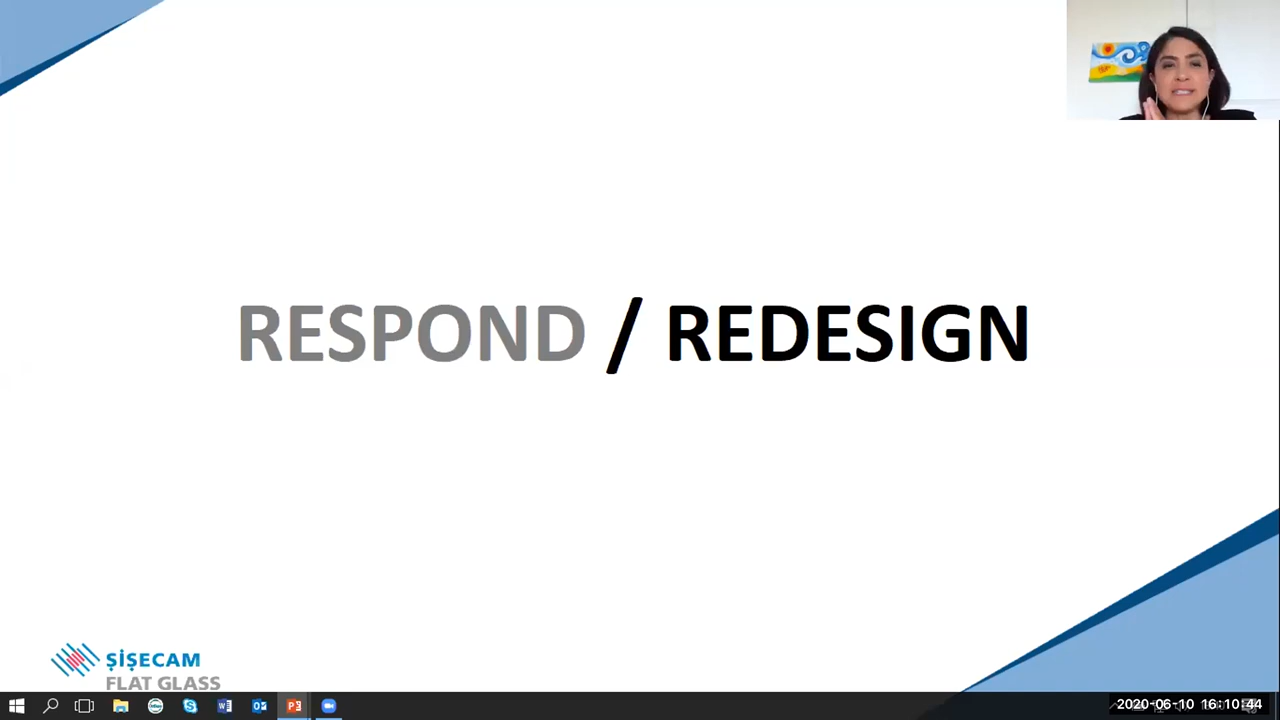 RESPOND / REDESIGN
ŞİŞECAM
FLAT GLASS
2020-06-10 16:10:44